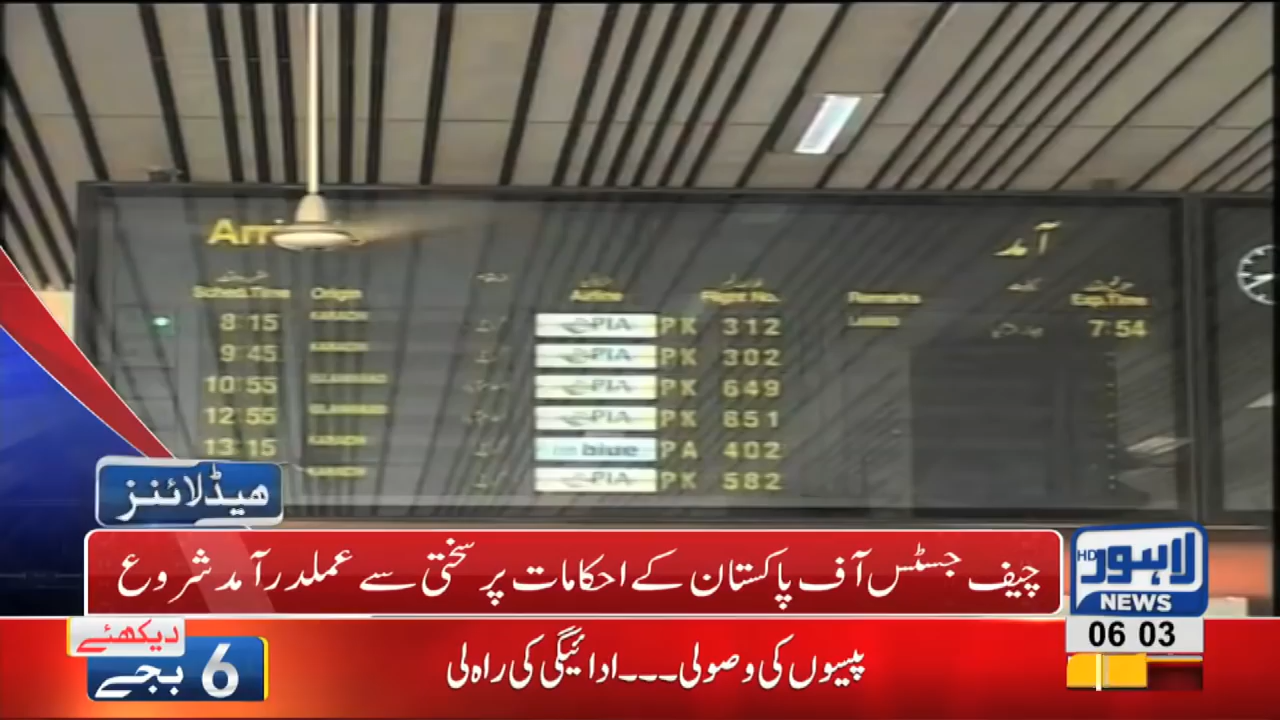 Arri آمد
Sched.Time Origin Airline Flight No. Remarks Exp.Time
8:15 KARACHI PIA PK 312 LANDED 7:54
9:45 KARACHI PIA PK 302
10:55 ISLAMABAD PIA PK 649
12:55 ISLAMABAD PIA PK 651
13:15 KARACHI blue PA 402
KARACHI PIA PK 582
ہیڈلائنز
چیف جسٹس آف پاکستان کے احکامات پر سختی سے عملدرآمد شروع
لاہور HD
NEWS
06 03
دیکھئے
6 بجے
پیسوں کی وصولی۔۔۔ادائیگی کی راہ لی